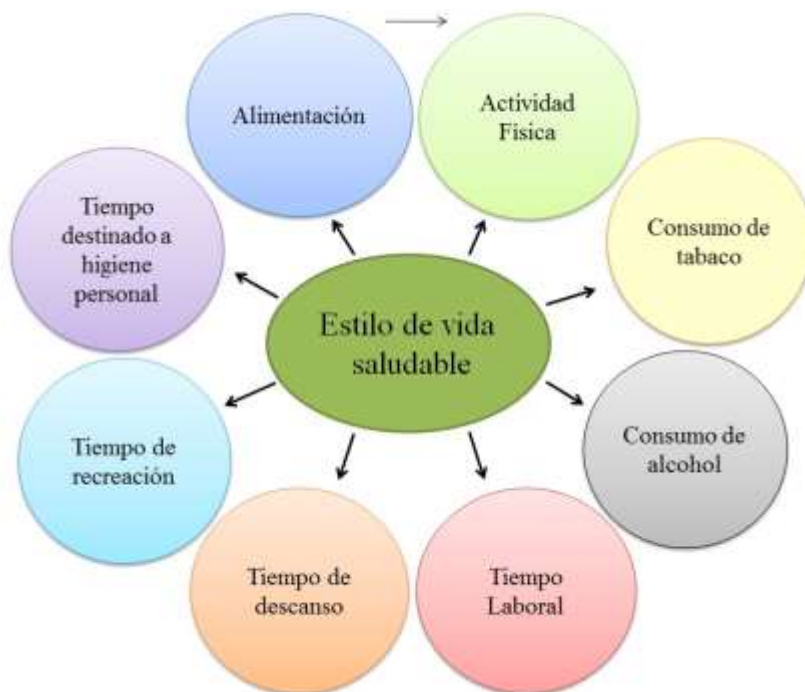 Alimentación
Actividad
Física
Consumo de
tabaco
Consumo de
alcohol
Tiempo
Laboral
Tiempo de
descanso
Tiempo de
recreación
Tiempo
destinado a
higiene
personal
Estilo de vida
saludable